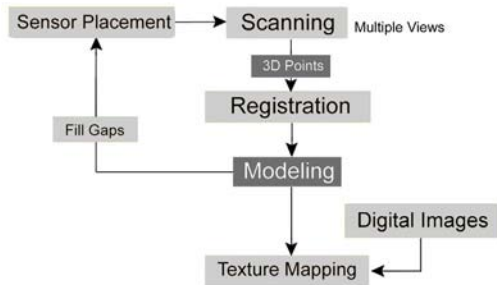 Sensor Placement
Scanning
Multiple Views
3D Points
Registration
Fill Gaps
Modeling
Digital Images
Texture Mapping